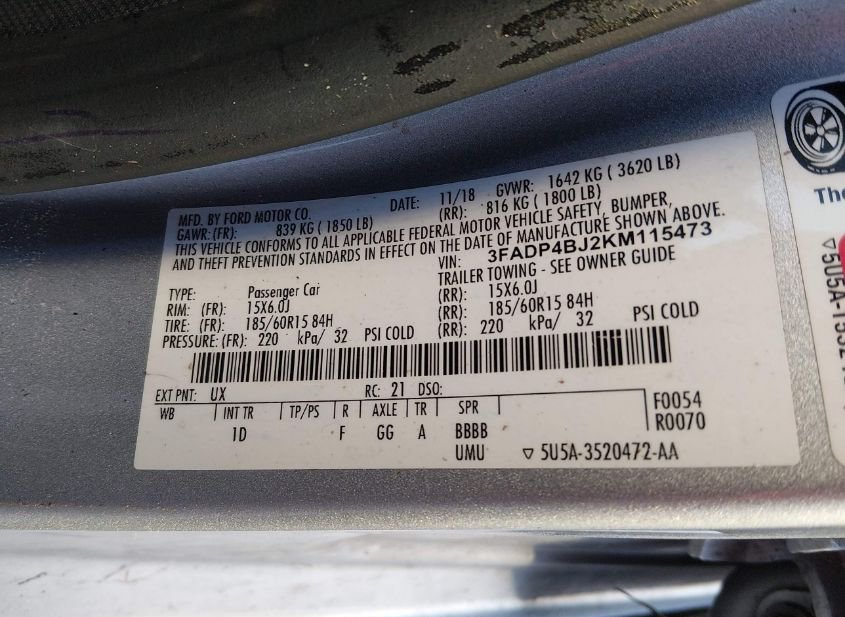 MFD. BY FORD MOTOR CO. DATE: 11/18 GVWR: 1642 KG ( 3620 LB)
GAWR: (FR): 839 KG ( 1850 LB) (RR): 816 KG ( 1800 LB)
THIS VEHICLE CONFORMS TO ALL APPLICABLE FEDERAL MOTOR VEHICLE SAFETY, BUMPER,
AND THEFT PREVENTION STANDARDS IN EFFECT ON THE DATE OF MANUFACTURE SHOWN ABOVE.
VIN: 3FADP4BJ2KM115473
TYPE: Passenger Car TRAILER TOWING - SEE OWNER GUIDE
RIM: (FR): 15X6.0J (RR): 15X6.0J
TIRE: (FR): 185/60R15 84H (RR): 185/60R15 84H
PRESSURE: (FR): 220 kPa/ 32 PSI COLD (RR): 220 kPa/ 32 PSI COLD
EXT PNT: UX RC: 21 DSO:
WB INT TR TP/PS R AXLE TR SPR F0054
1D F GG A BBBB R0070
UMU ▽ 5U5A-3520472-AA
The